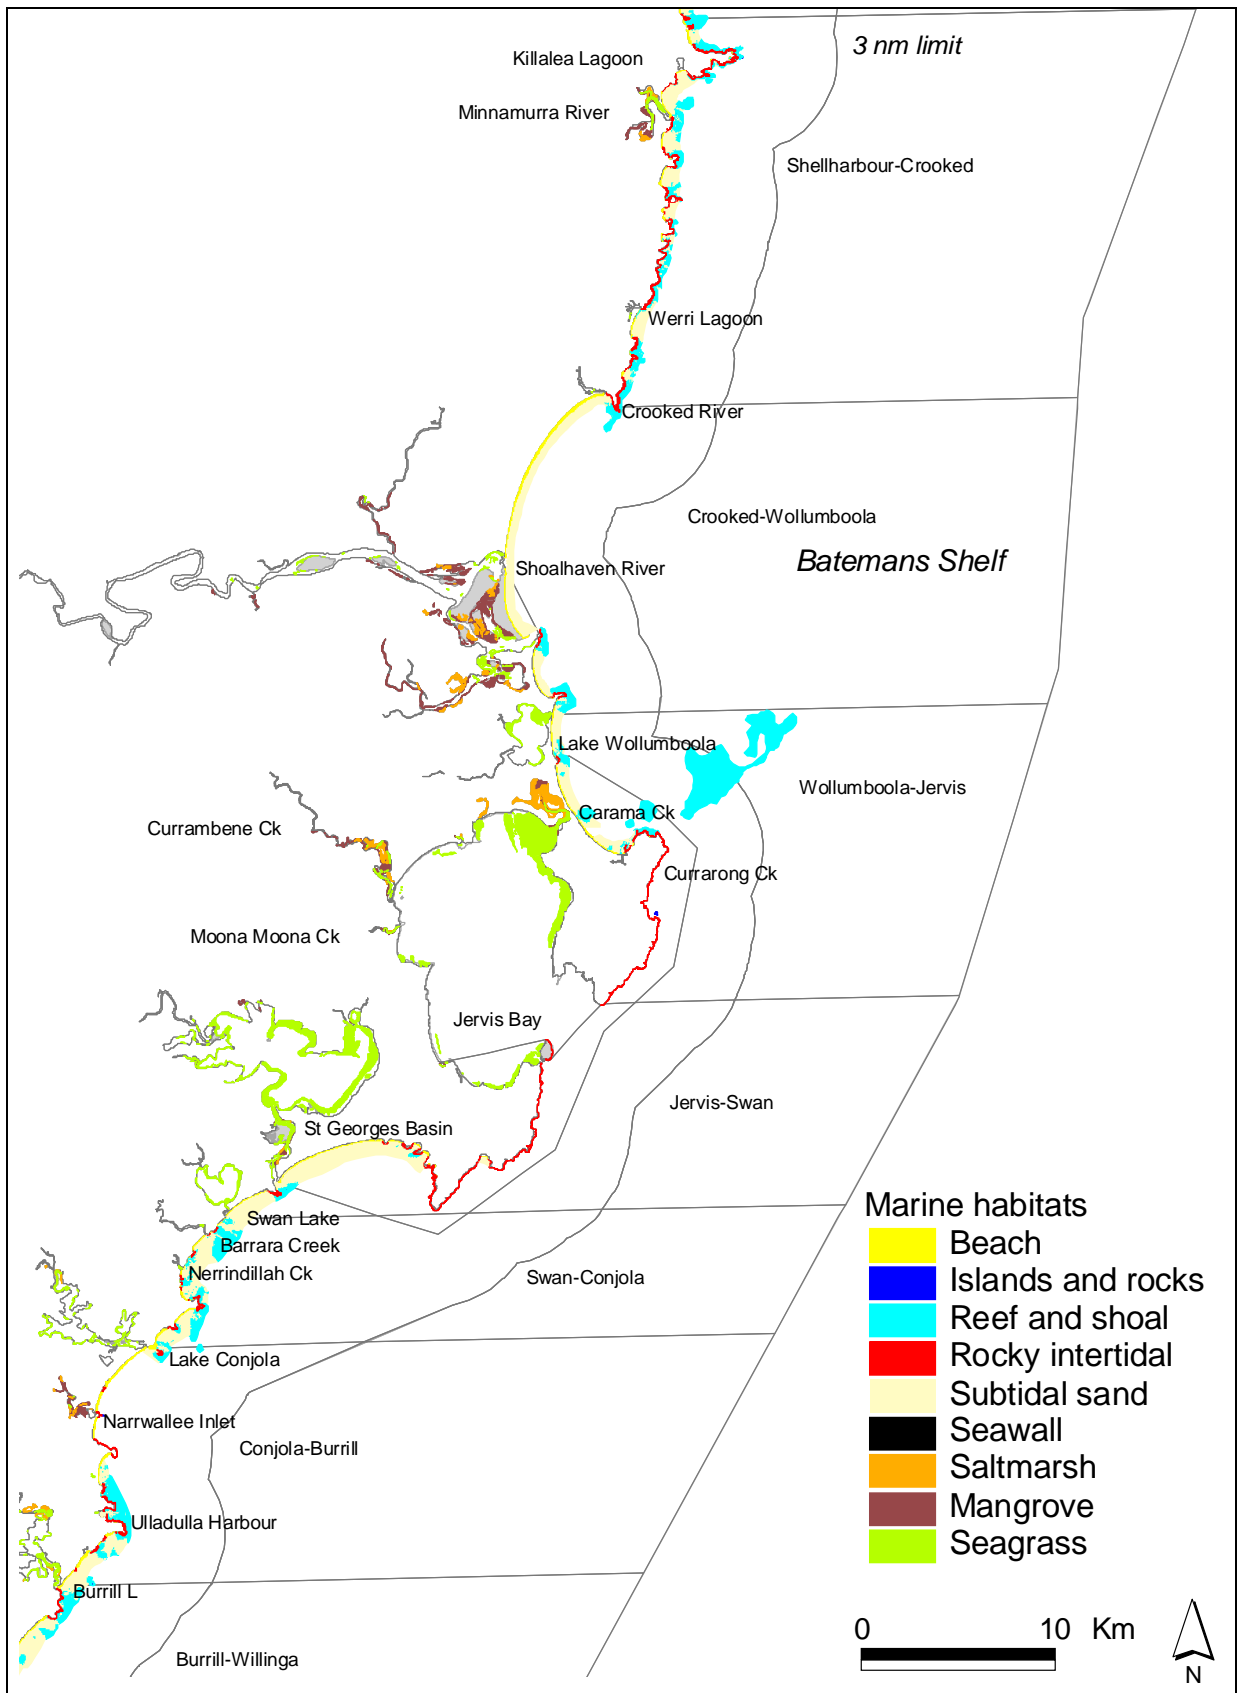 3 nm limit
Killalea Lagoon
Minnamurra River
Shellharbour-Crooked
Werri Lagoon
Crooked River
Crooked-Wollumboola
Batemans Shelf
Shoalhaven River
Lake Wollumboola
Wollumboola-Jervis
Carama Ck
Currambene Ck
Currarong Ck
Moona Moona Ck
Jervis Bay
Jervis-Swan
St Georges Basin
Swan Lake
Barrara Creek
Nerrindillah Ck
Swan-Conjola
Lake Conjola
Narrwallee Inlet
Conjola-Burrill
Ulladulla Harbour
Burrill L
Burrill-Willinga
Marine habitats
Beach
Islands and rocks
Reef and shoal
Rocky intertidal
Subtidal sand
Seawall
Saltmarsh
Mangrove
Seagrass
0 10 Km
N